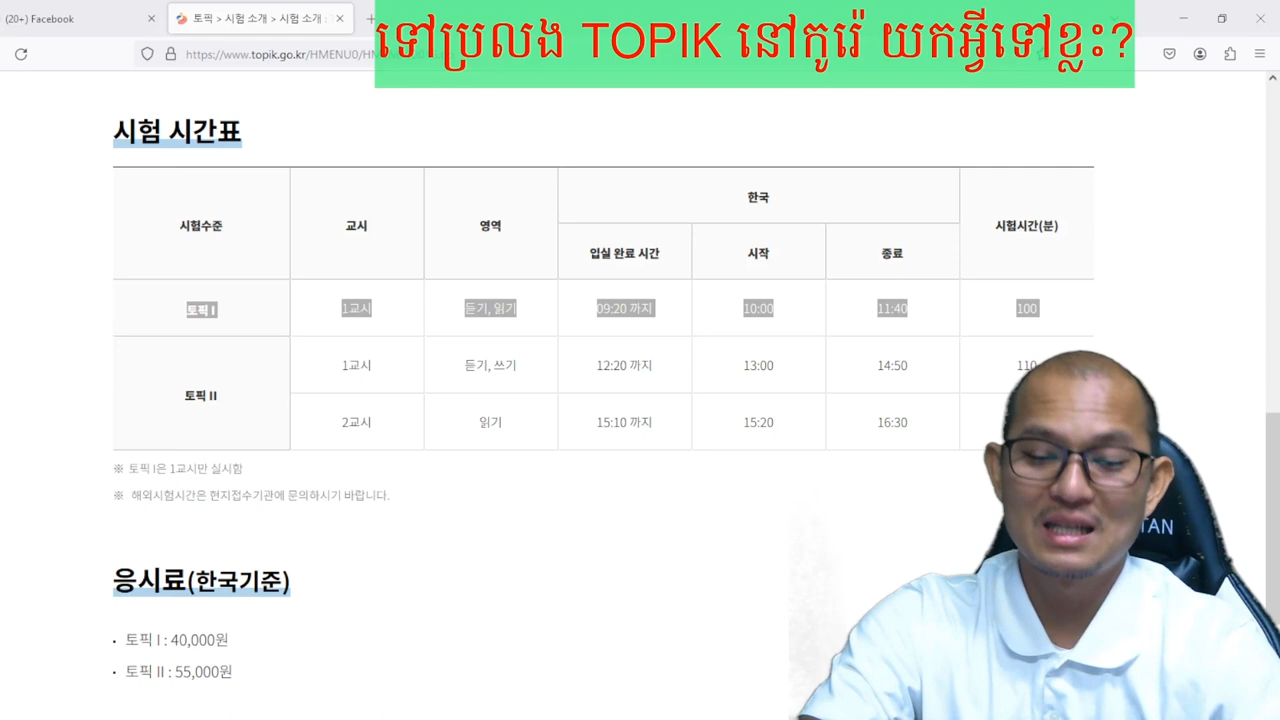 (20+) Facebook
토픽 > 시험 소개 > 시험 소개 :
ទៅប្រលង TOPIK នៅកូរ៉េ យកអ្វីទៅខ្លះ?
https://www.topik.go.kr/HMENU0/H
시험 시간표
시험수준 교시 영역 한국 시험시간(분)
입실 완료 시간 시작 종료
토픽 I 1교시 듣기, 읽기 09:20 까지 10:00 11:40 100
토픽 II 1교시 듣기, 쓰기 12:20 까지 13:00 14:50 110
2교시 읽기 15:10 까지 15:20 16:30
※ 토픽 I은 1교시만 실시함
※ 해외시험시간은 현지접수기관에 문의하시기 바랍니다.
TAN
응시료(한국기준)
• 토픽 I : 40,000원
• 토픽 II : 55,000원